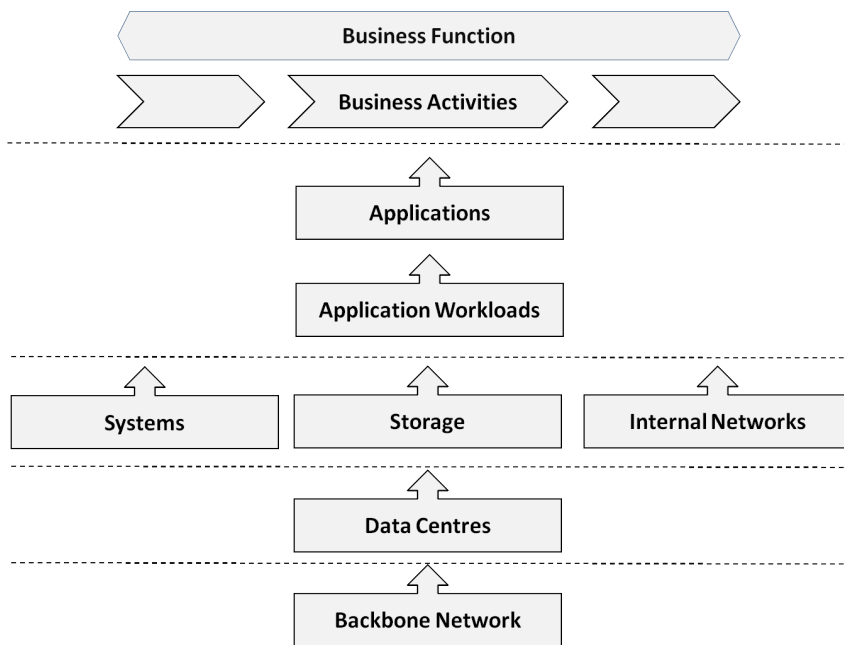 Business Function
Business Activities
Applications
Application Workloads
Systems
Storage
Internal Networks
Data Centres
Backbone Network